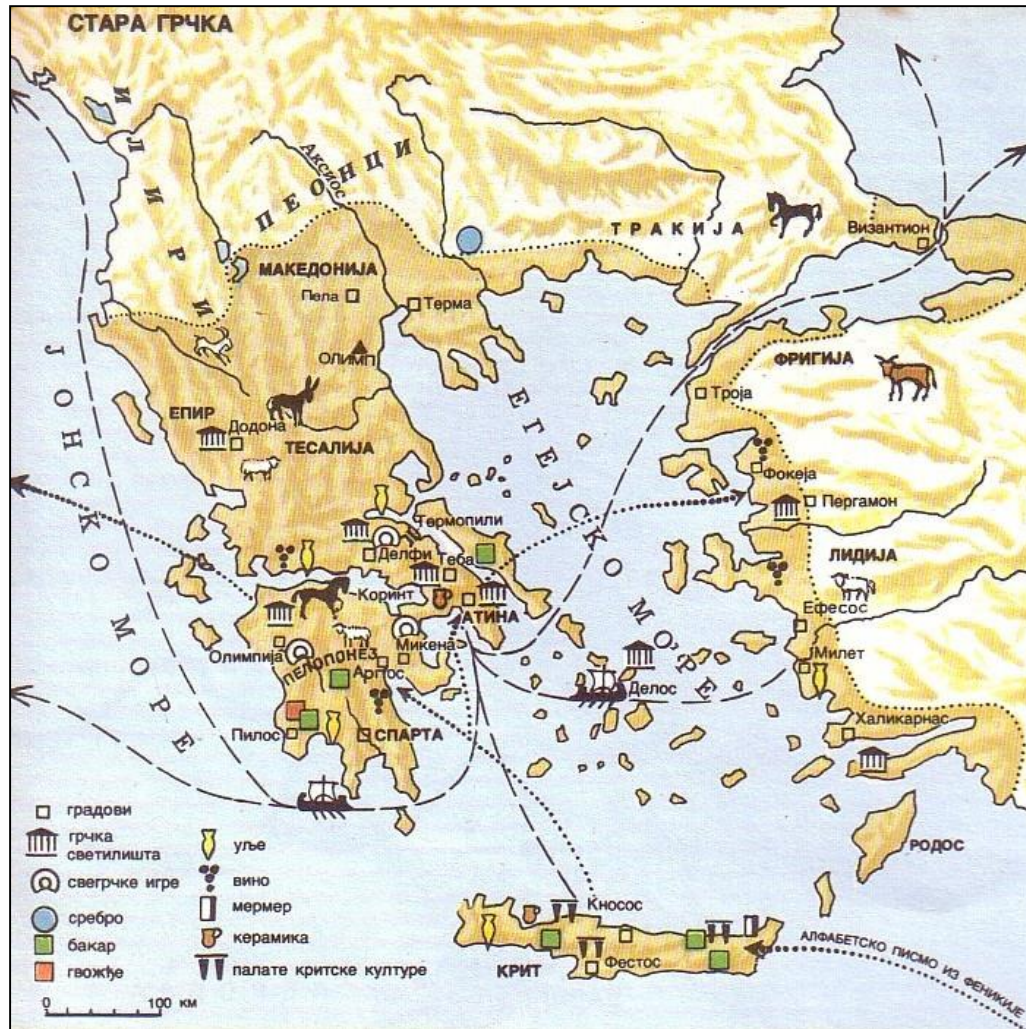 СТАРА ГРЧКА
ИЛИРИ
ПЕОНЦИ
Аксиос
ТРАКИЈА
Византион
МАКЕДОНИЈА
Пела
Терма
ОЛИМП
ФРИГИЈА
Троја
ЈОНСКО МОРЕ
ЕГЕЈСКО МОРЕ
ЕПИР
Додона
ТЕСАЛИЈА
Фокеја
Пергамон
Термопили
Делфи
Теба
ЛИДИЈА
Коринт
АТИНА
Ефесос
Олимпија
Микена
ПЕЛОПОНЕЗ
Аргос
Милет
Делос
Пилос
СПАРТА
Халикарнас
РОДОС
Кносос
КРИТ
Фестос
АЛФАБЕТСКО ПИСМО ИЗ ФЕНИКИЈЕ
градови
грчка
светилишта
свегрчке игре
сребро
бакар
гвожђе
уље
вино
мермер
керамика
палате критске културе
0 100 км